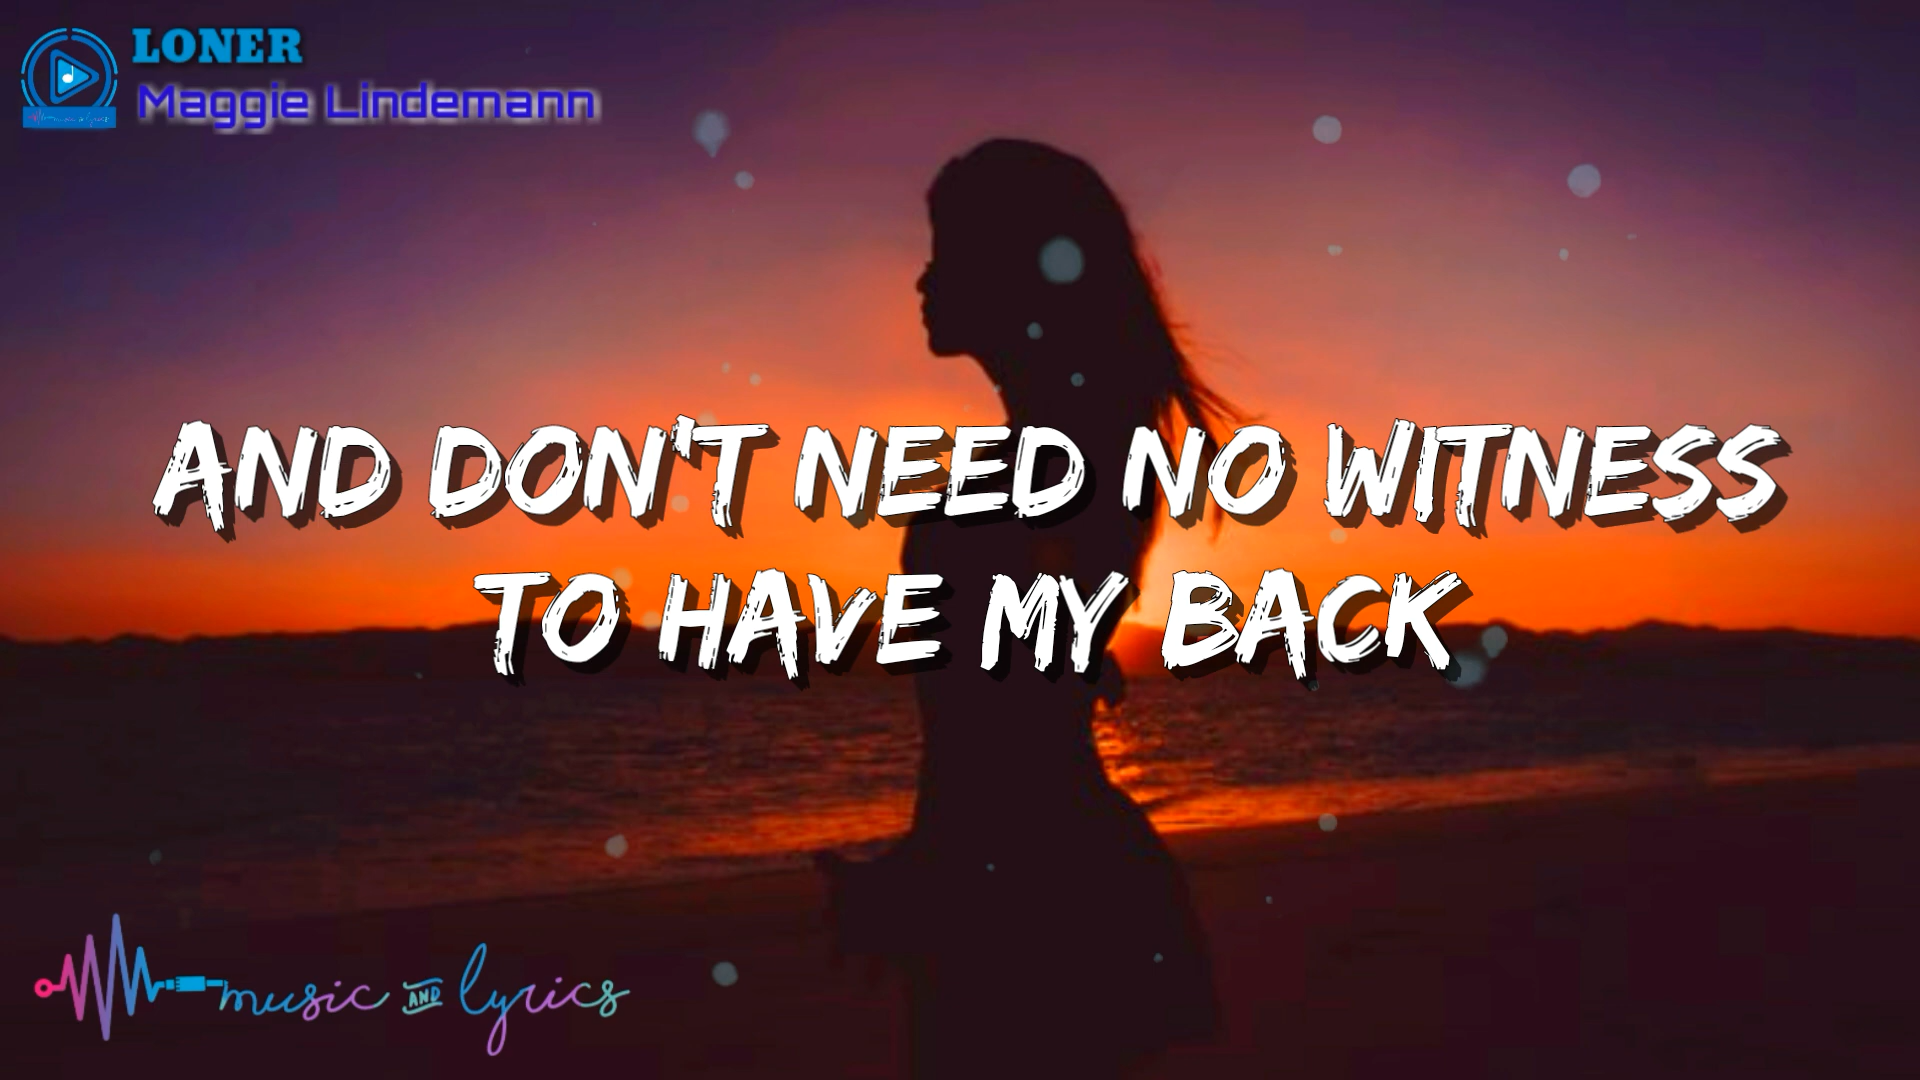 LONER
Maggie Lindemann
AND DON'T NEED NO WITNESS
TO HAVE MY BACK
music AND lyrics